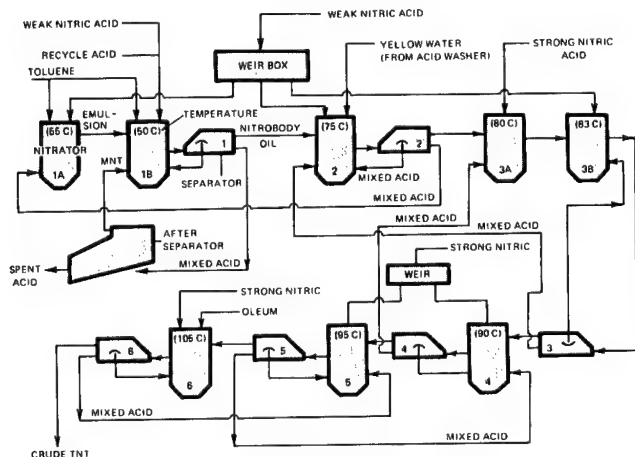 WEAK NITRIC ACID
WEAK NITRIC ACID
RECYCLE ACID
TOLUENE
WEIR BOX
YELLOW WATER
(FROM ACID WASHER)
STRONG NITRIC
ACID
EMUL-
SION
TEMPERATURE
(55 C)
NITRATOR
1A
(50 C)
1B
MNT
1
SEPARATOR
NITROBODY
OIL
(75 C)
2
2
MIXED ACID
(80 C)
3A
(83 C)
3B
MIXED ACID
MIXED ACID
MIXED ACID
AFTER
SEPARATOR
SPENT
ACID
MIXED ACID
STRONG NITRIC
WEIR
STRONG NITRIC
OLEUM
6
(105 C)
6
5
(95 C)
5
4
(90 C)
4
3
MIXED ACID
MIXED ACID
CRUDE TNT